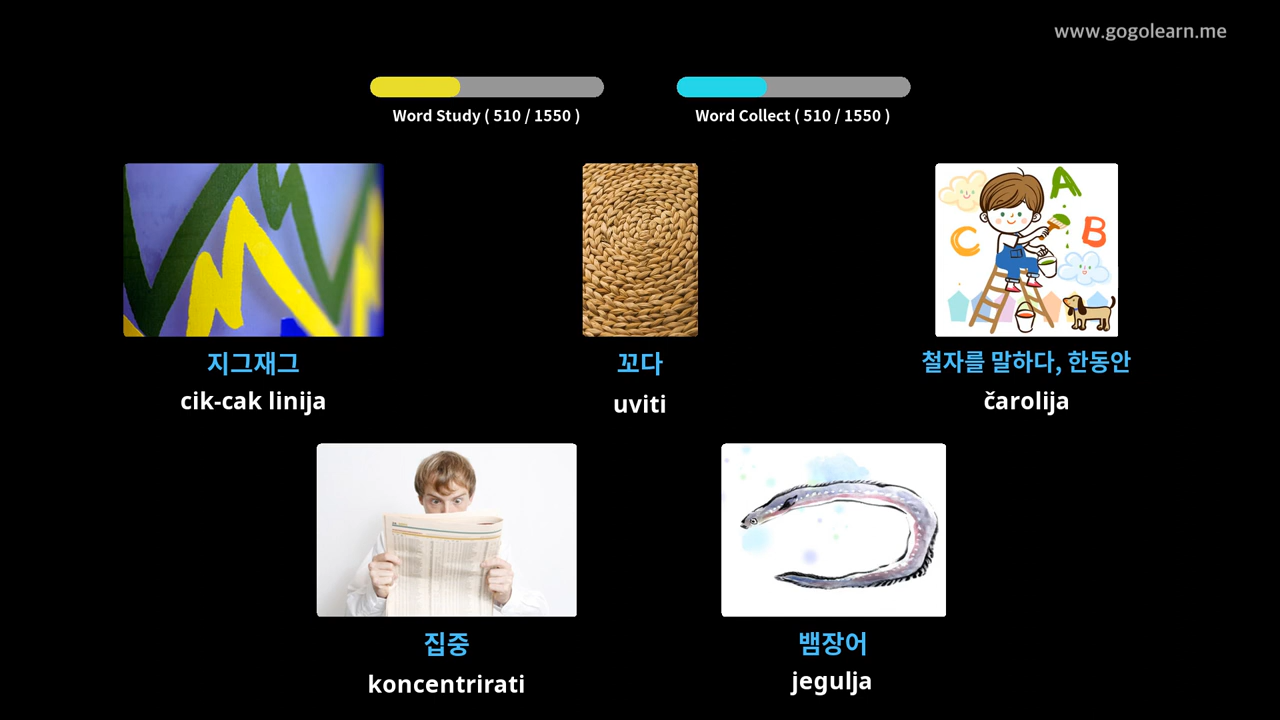 www.gogolearn.me
Word Study ( 510 / 1550 )
Word Collect ( 510 / 1550 )
A
B
C
지그재그
cik-cak linija
꼬다
uviti
철자를 말하다, 한동안
čarolija
집중
koncentrirati
뱀장어
jegulja